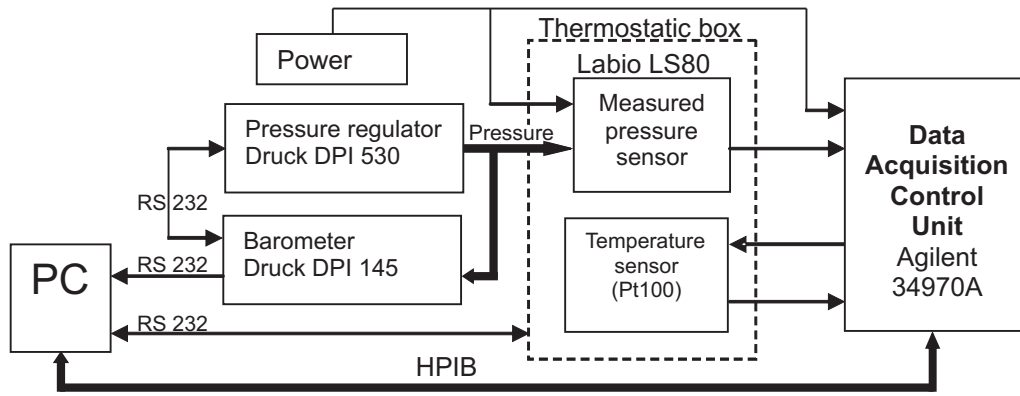 Thermostatic box
Power
Labio LS80
Pressure regulator
Druck DPI 530
Pressure
Measured
pressure
sensor
Data
Acquisition
Control
Unit
Agilent
34970A
RS 232
Barometer
Druck DPI 145
Temperature
sensor
(Pt100)
PC
RS 232
RS 232
HPIB